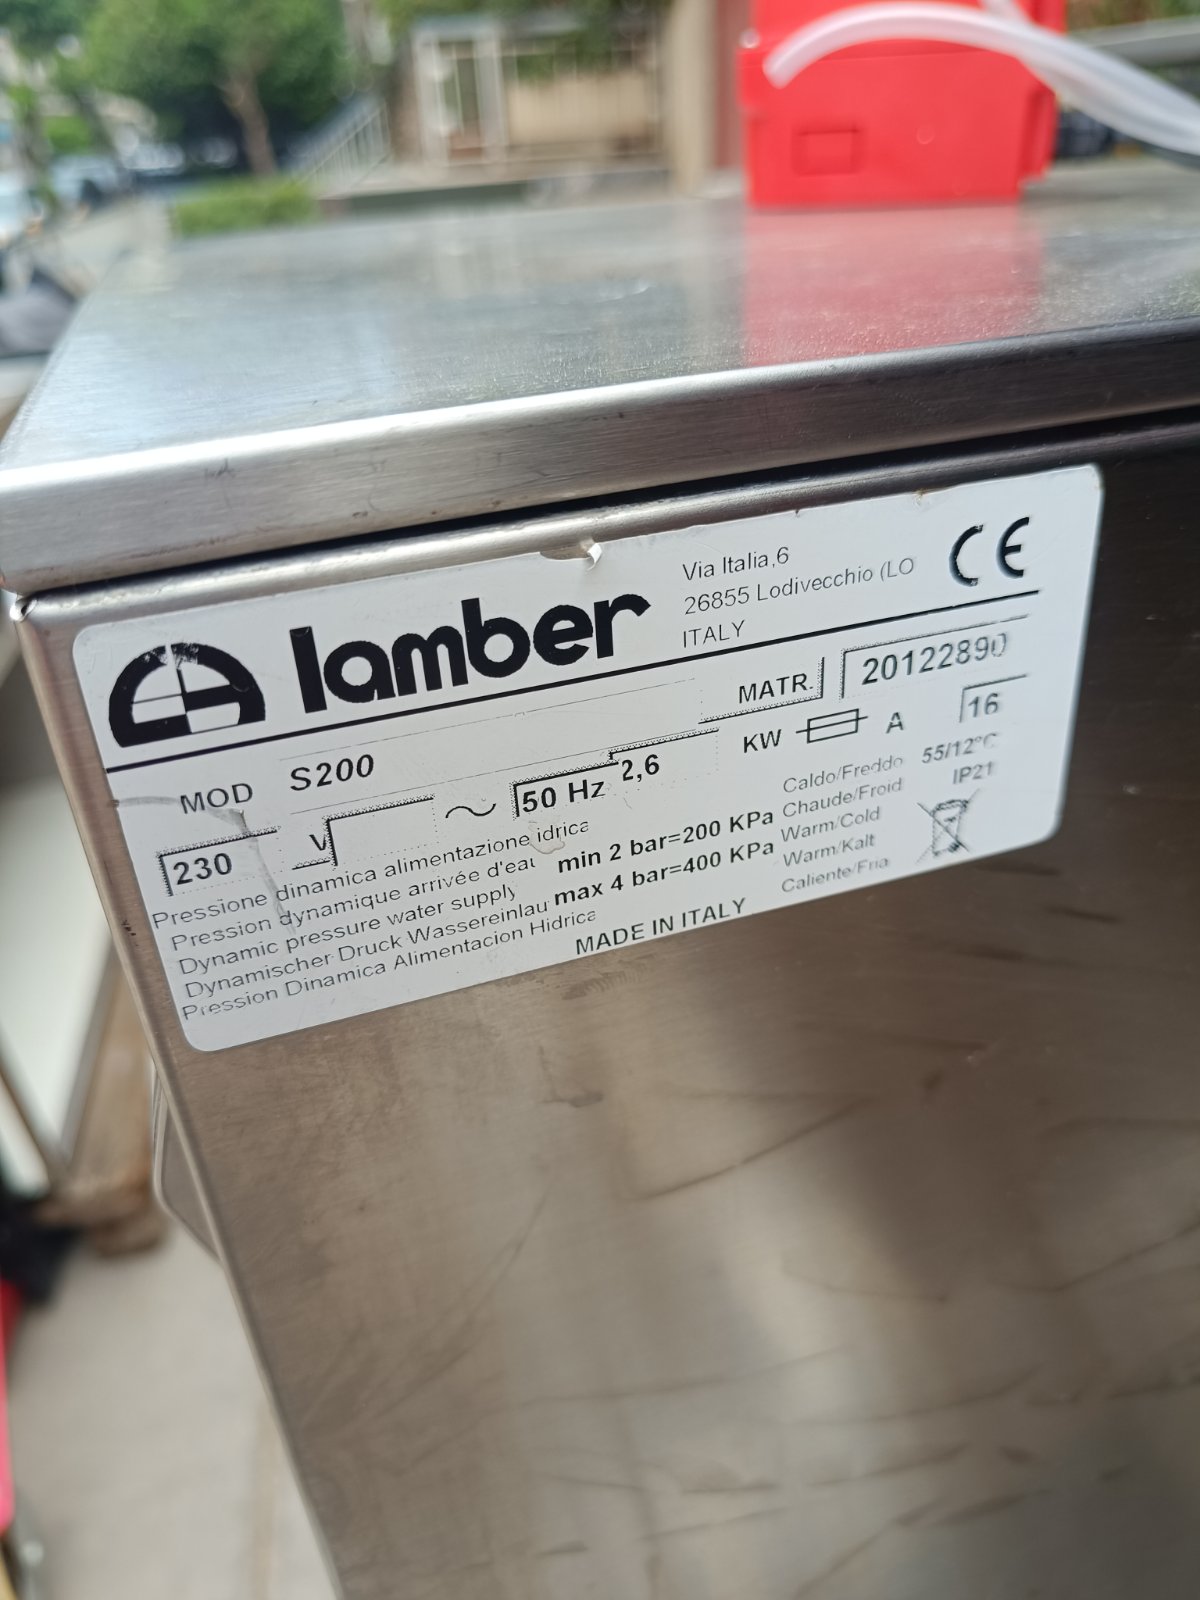 lamber
Via Italia,6
26855 Lodivecchio (LO
ITALY
CE
MOD S200
MATR. 20122890
230 V ~ 50 Hz 2,6 KW A 16
Pressione dinamica alimentazione idrica
Pression dynamique arrivée d'eau
Dynamic pressure water supply
Dynamischer Druck Wassereinlau
Pression Dinamica Alimentacion Hidrica
min 2 bar=200 KPa
max 4 bar=400 KPa
MADE IN ITALY
Caldo/Freddo 55/12°C
Chaude/Froid IP21
Warm/Cold
Warm/Kalt
Caliente/Fria